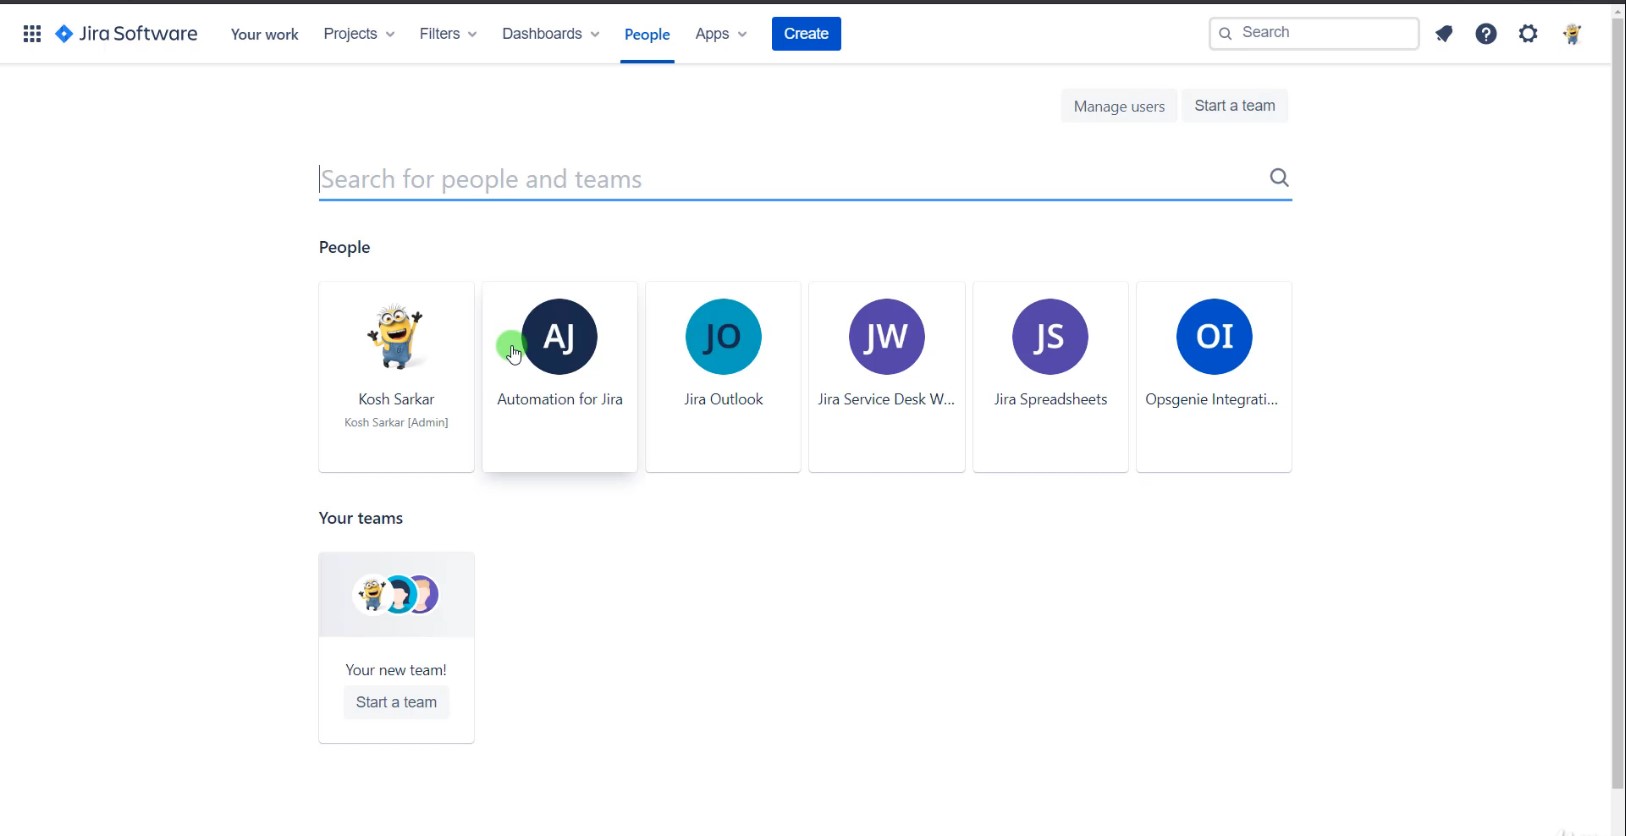 Jira Software Your work Projects Filters Dashboards People Apps Create Search
Manage users Start a team
Search for people and teams
People
AJ JO JW JS OI
Kosh Sarkar Automation for Jira Jira Outlook Jira Service Desk W... Jira Spreadsheets Opsgenie Integrati...
Kosh Sarkar [Admin]
Your teams
Your new team!
Start a team